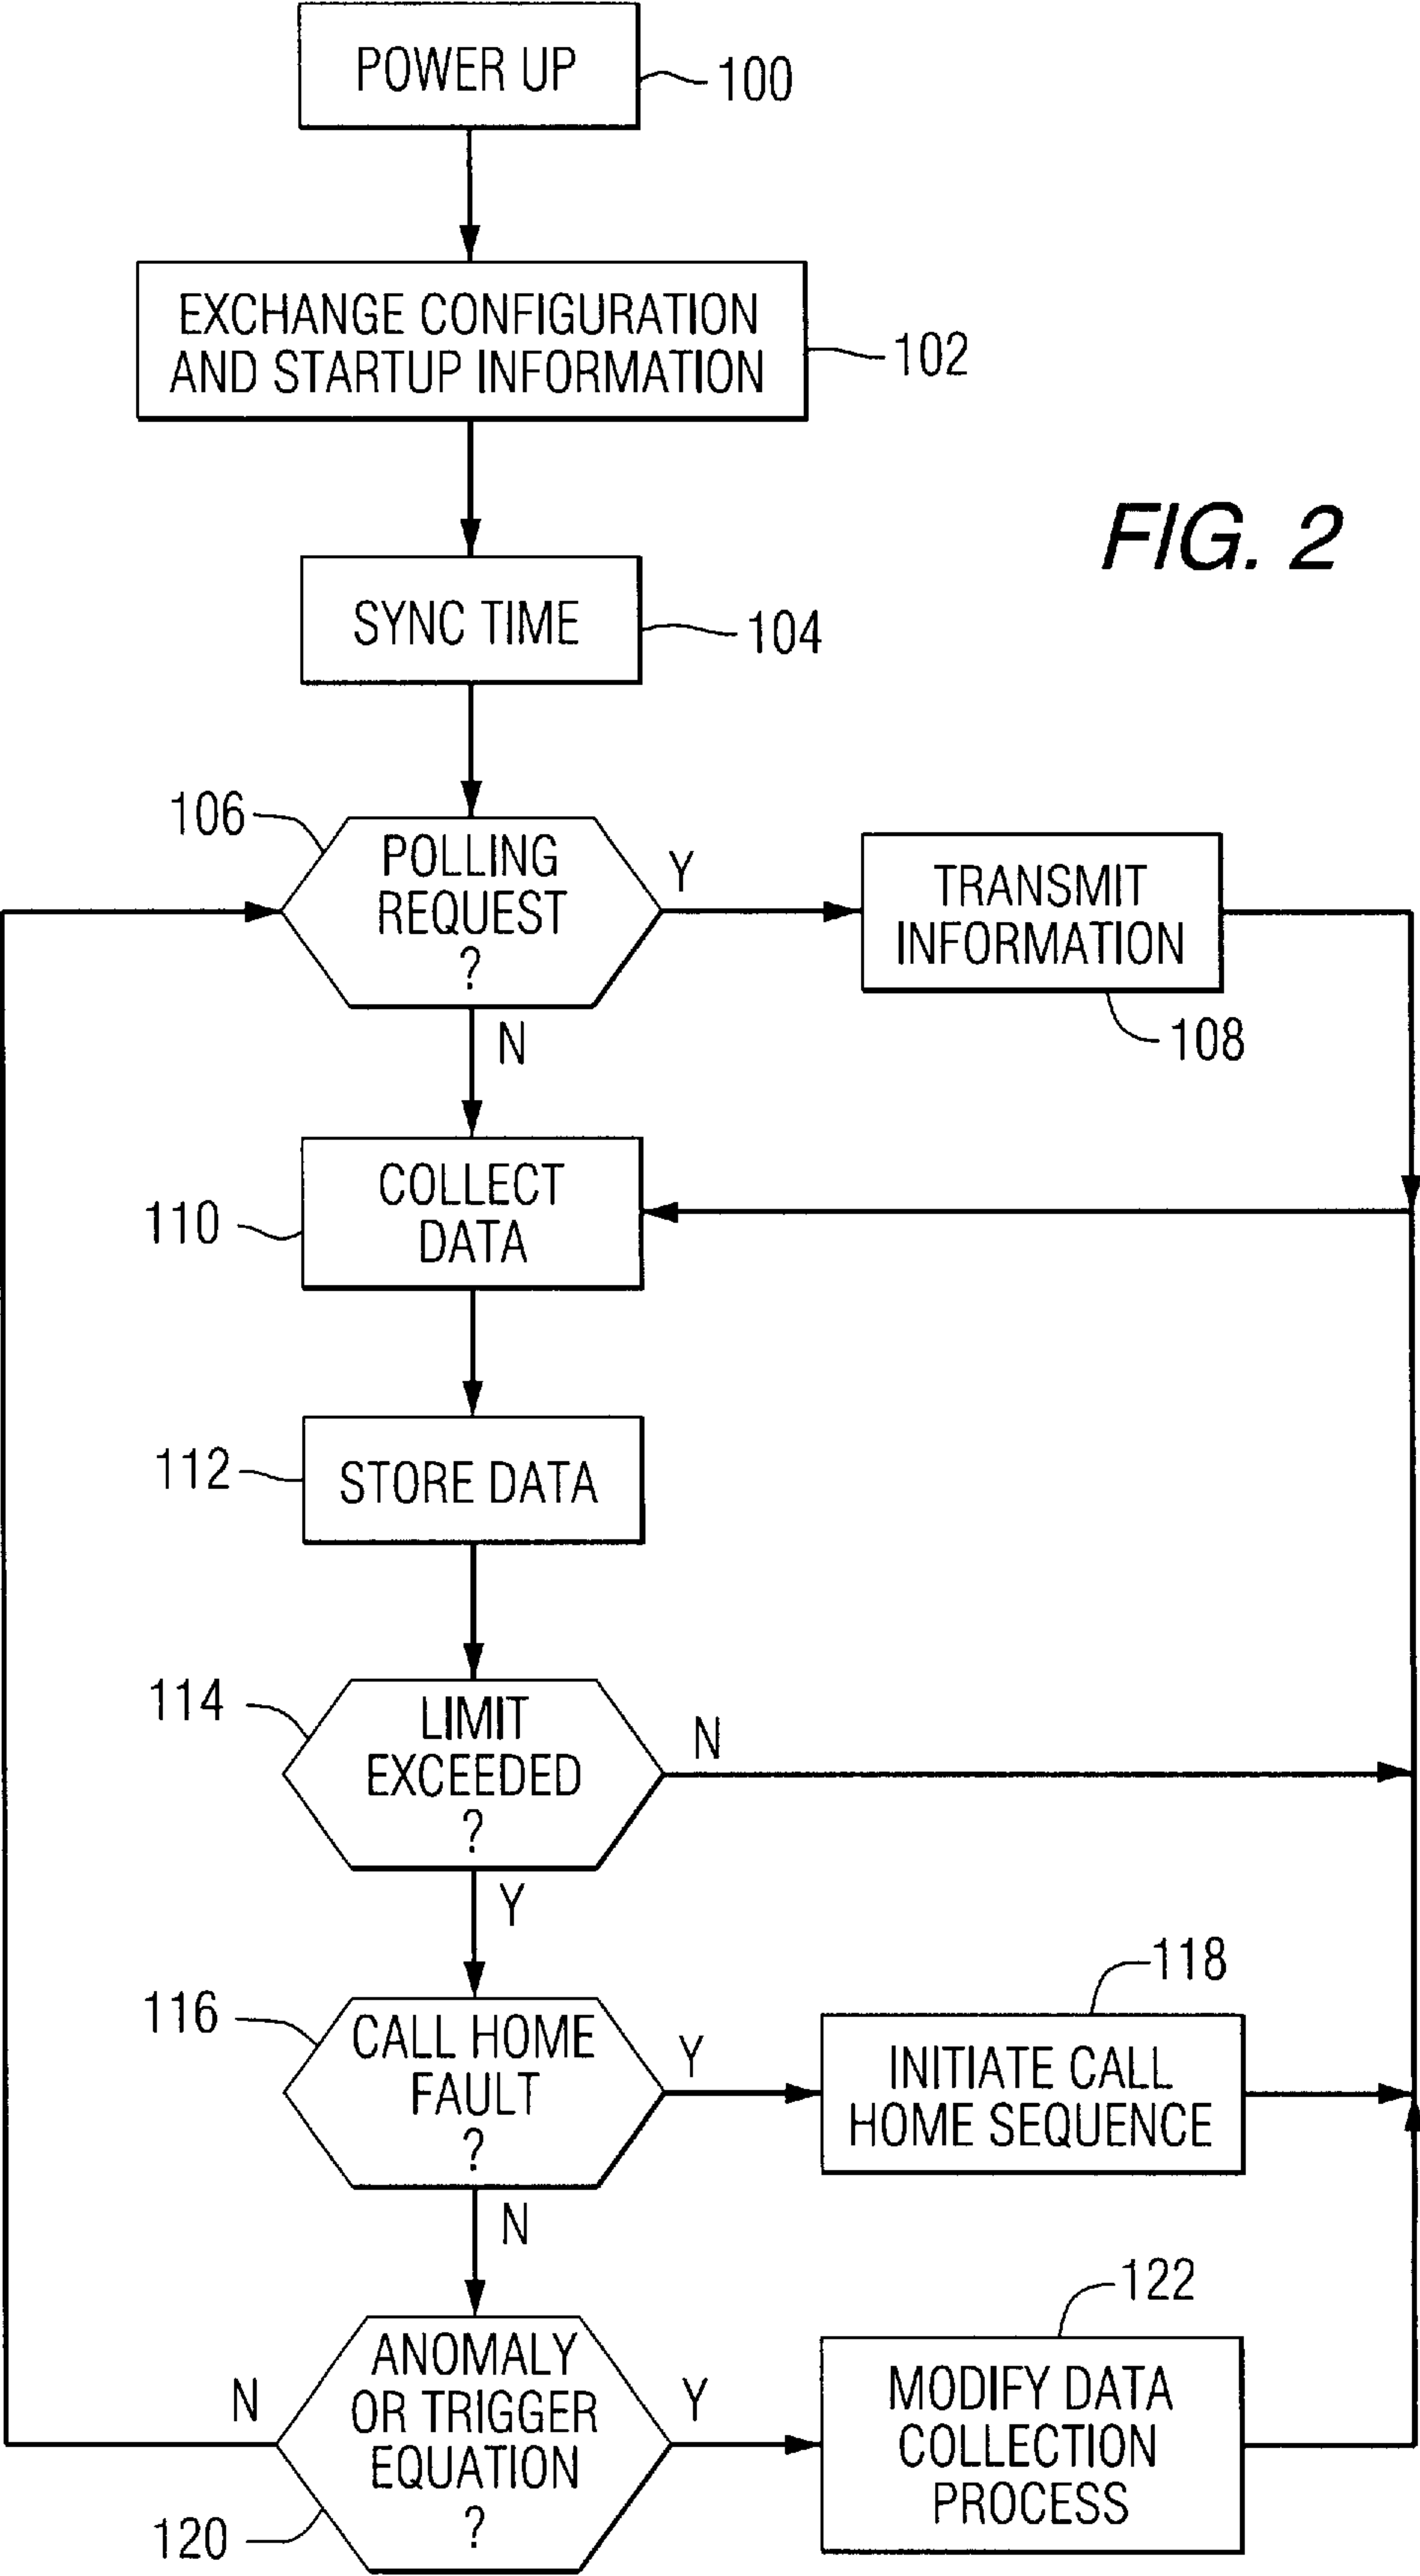 POWER UP
100
EXCHANGE CONFIGURATION
AND STARTUP INFORMATION
102
FIG. 2
SYNC TIME
104
106
POLLING
REQUEST
?
Y
TRANSMIT
INFORMATION
108
N
COLLECT
DATA
110
112
STORE DATA
114
LIMIT
EXCEEDED
?
N
Y
116
CALL HOME
FAULT
?
Y
118
INITIATE CALL
HOME SEQUENCE
N
122
N
ANOMALY
OR TRIGGER
EQUATION
?
Y
MODIFY DATA
COLLECTION
PROCESS
120